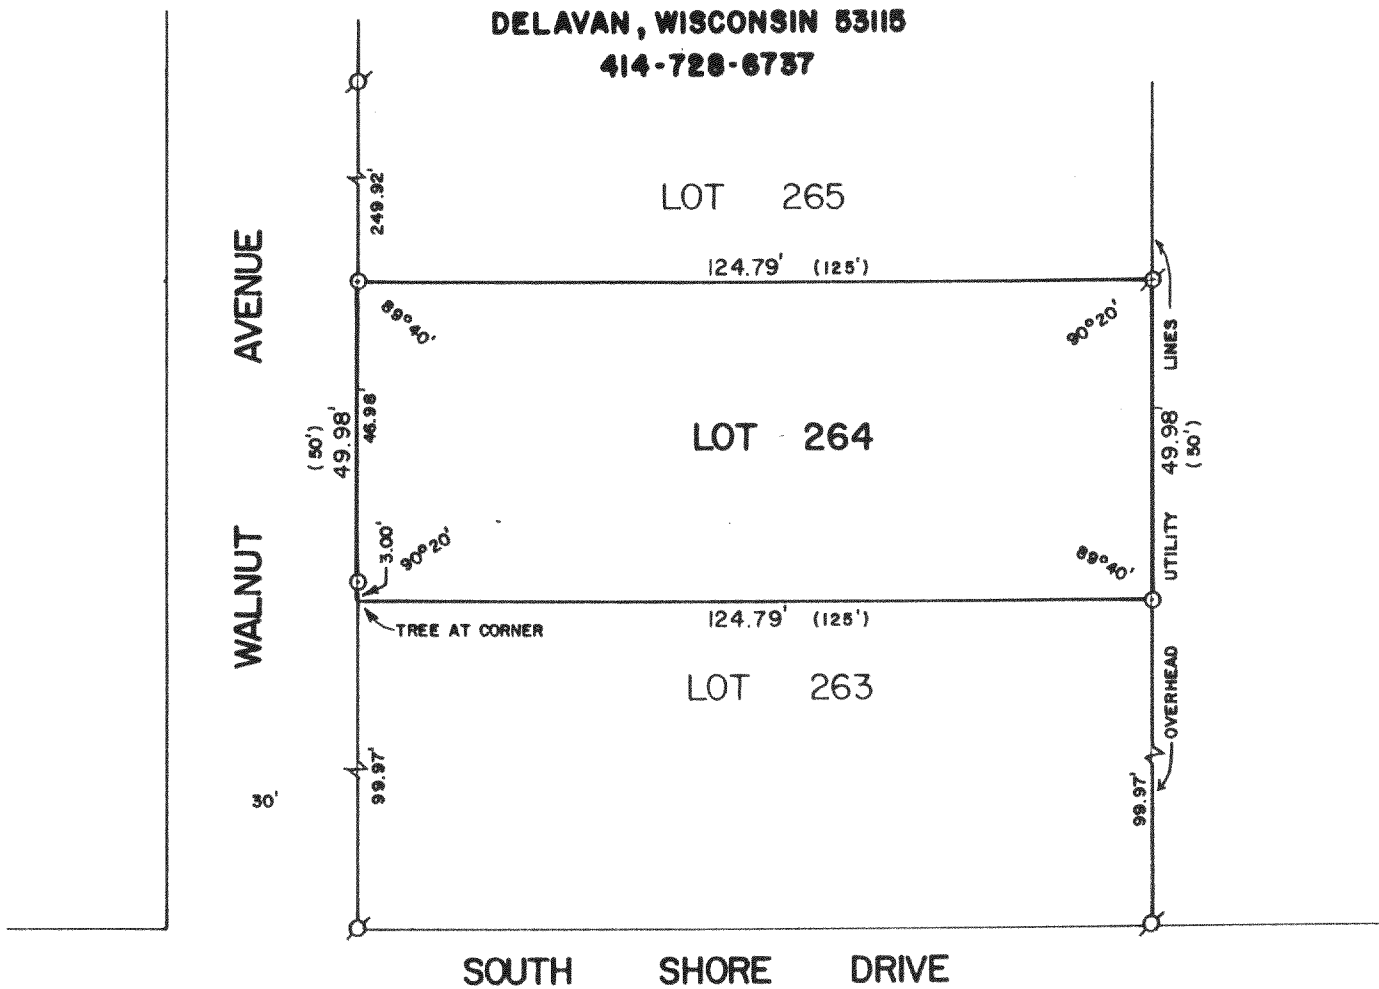 DELAVAN, WISCONSIN 53115
414-728-6737
249.92'
LOT 265
124.79' (125')
89°40'
90°20'
WALNUT AVENUE
(50')
49.98'
46.98'
LOT 264
49.98'
(50')
3.00'
90°20'
89°40'
OVERHEAD UTILITY LINES
TREE AT CORNER
124.79' (125')
LOT 263
99.97'
99.97'
30'
SOUTH SHORE DRIVE